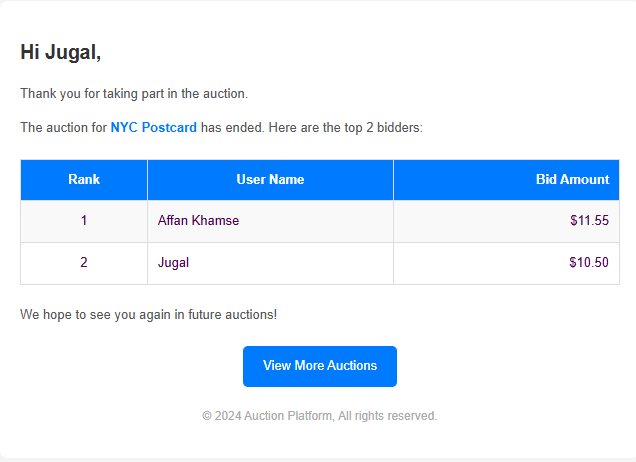 Hi Jugal,
Thank you for taking part in the auction.
The auction for NYC Postcard has ended. Here are the top 2 bidders:
Rank User Name Bid Amount
1 Affan Khamse $11.55
2 Jugal $10.50
We hope to see you again in future auctions!
View More Auctions
© 2024 Auction Platform, All rights reserved.